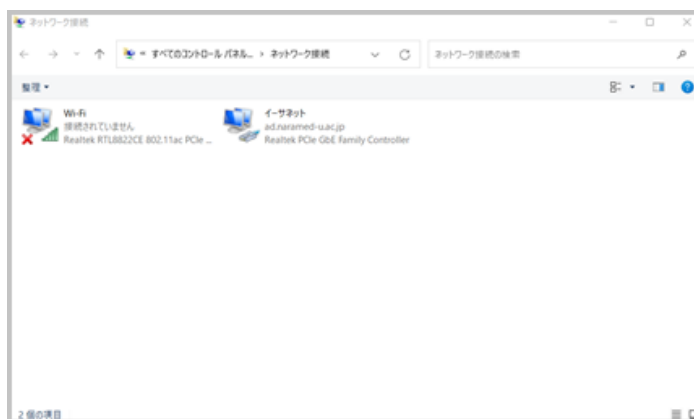 ネットワーク接続
すべてのコントロール パネル... > ネットワーク接続
ネットワーク接続の検索
整理
Wi-Fi
接続されていません
Realtek RTL8822CE 802.11ac PCIe ...
イーサネット
ad.naramed-u.ac.jp
Realtek PCIe GbE Family Controller
2 個の項目